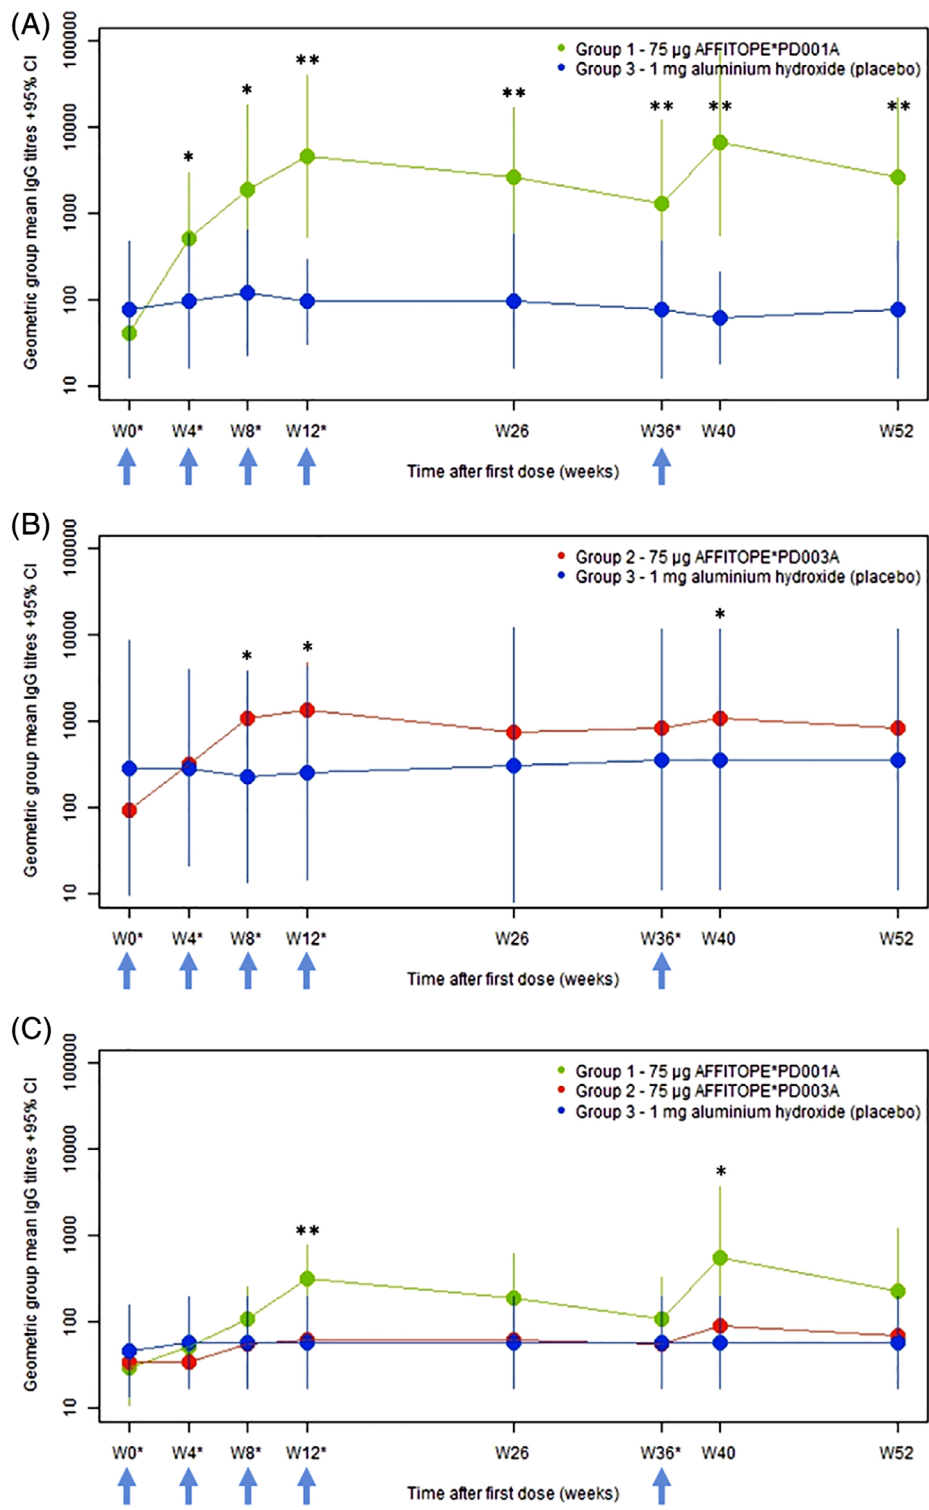 (A)
Geometric group mean IgG titres +95% CI
100000
10000
1000
100
10
Group 1 - 75 µg AFFITOPE*PD001A
Group 3 - 1 mg aluminium hydroxide (placebo)
* * ** ** ** ** **
W0* W4* W8* W12* W26 W36* W40 W52
Time after first dose (weeks)
(B)
Geometric group mean IgG titres +95% CI
100000
10000
1000
100
10
Group 2 - 75 µg AFFITOPE*PD003A
Group 3 - 1 mg aluminium hydroxide (placebo)
* * *
W0* W4* W8* W12* W26 W36* W40 W52
Time after first dose (weeks)
(C)
Geometric group mean IgG titres +95% CI
100000
10000
1000
100
10
Group 1 - 75 µg AFFITOPE*PD001A
Group 2 - 75 µg AFFITOPE*PD003A
Group 3 - 1 mg aluminium hydroxide (placebo)
** *
W0* W4* W8* W12* W26 W36* W40 W52
Time after first dose (weeks)